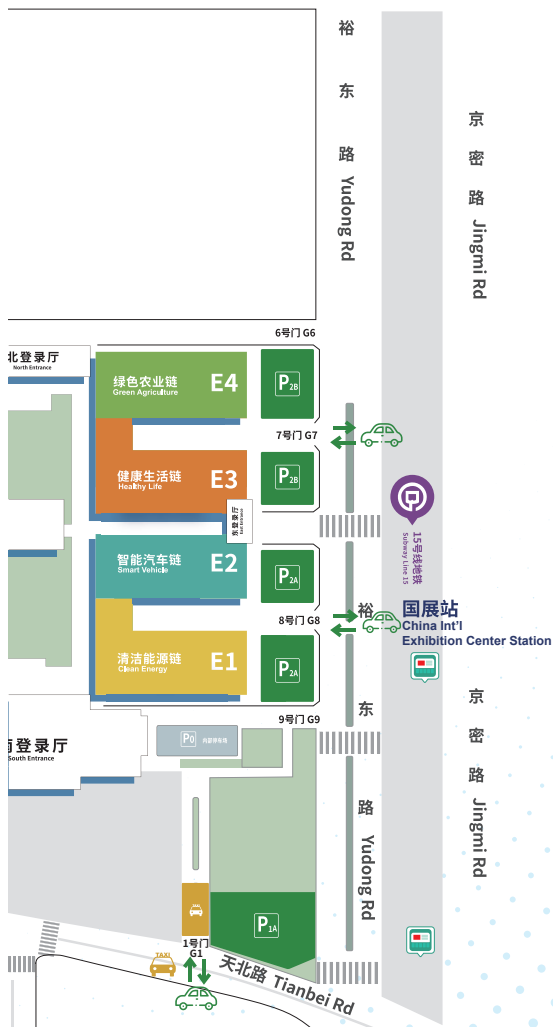 裕东路 Yudong Rd
京密路 Jingmi Rd
6号门 G6
北登录厅
North Entrance
绿色农业链
Green Agriculture
E4
P2B
7号门 G7
健康生活链
Healthy Life
E3
P2B
东登录厅
East Entrance
15号线地铁
Subway Line 15
智能汽车链
Smart Vehicle
E2
P2A
8号门 G8
国展站
China Int'l
Exhibition Center Station
清洁能源链
Clean Energy
E1
P2A
9号门 G9
登录厅
South Entrance
P0
内部停车场
裕东路 Yudong Rd
京密路 Jingmi Rd
P1A
1号门
G1
TAXI
天北路 Tianbei Rd